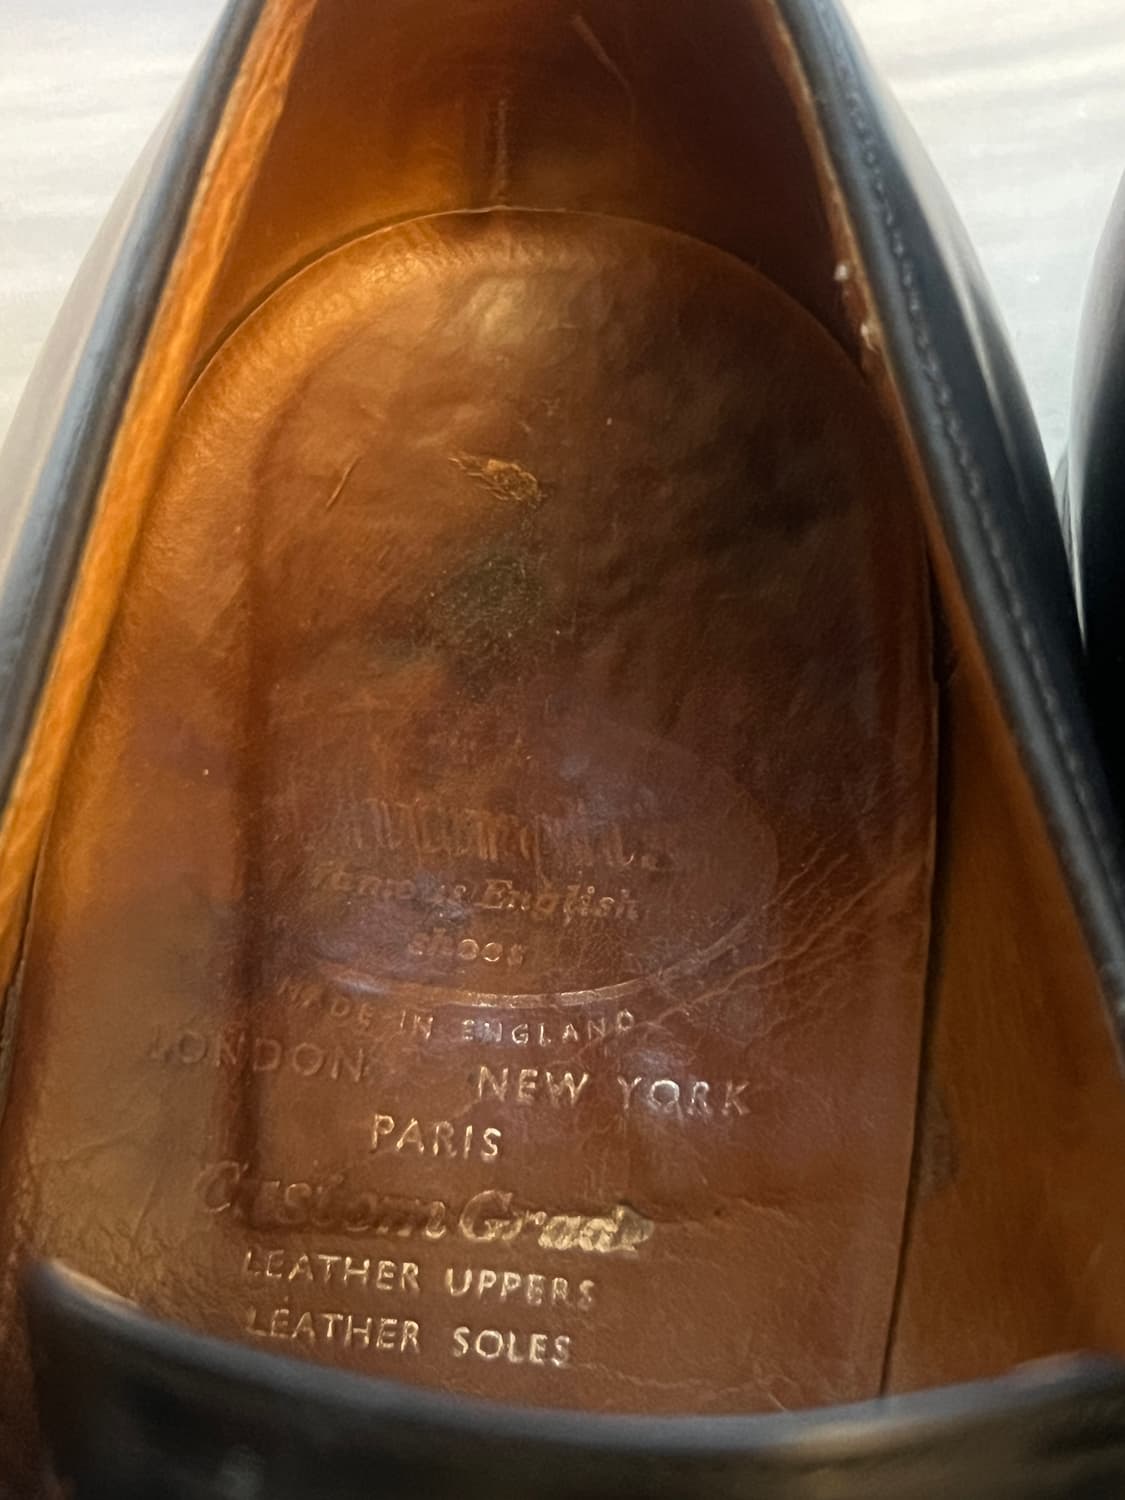 Famous English
shoes
MADE IN ENGLAND
LONDON NEW YORK
PARIS
Custom Grade
LEATHER UPPERS
LEATHER SOLES